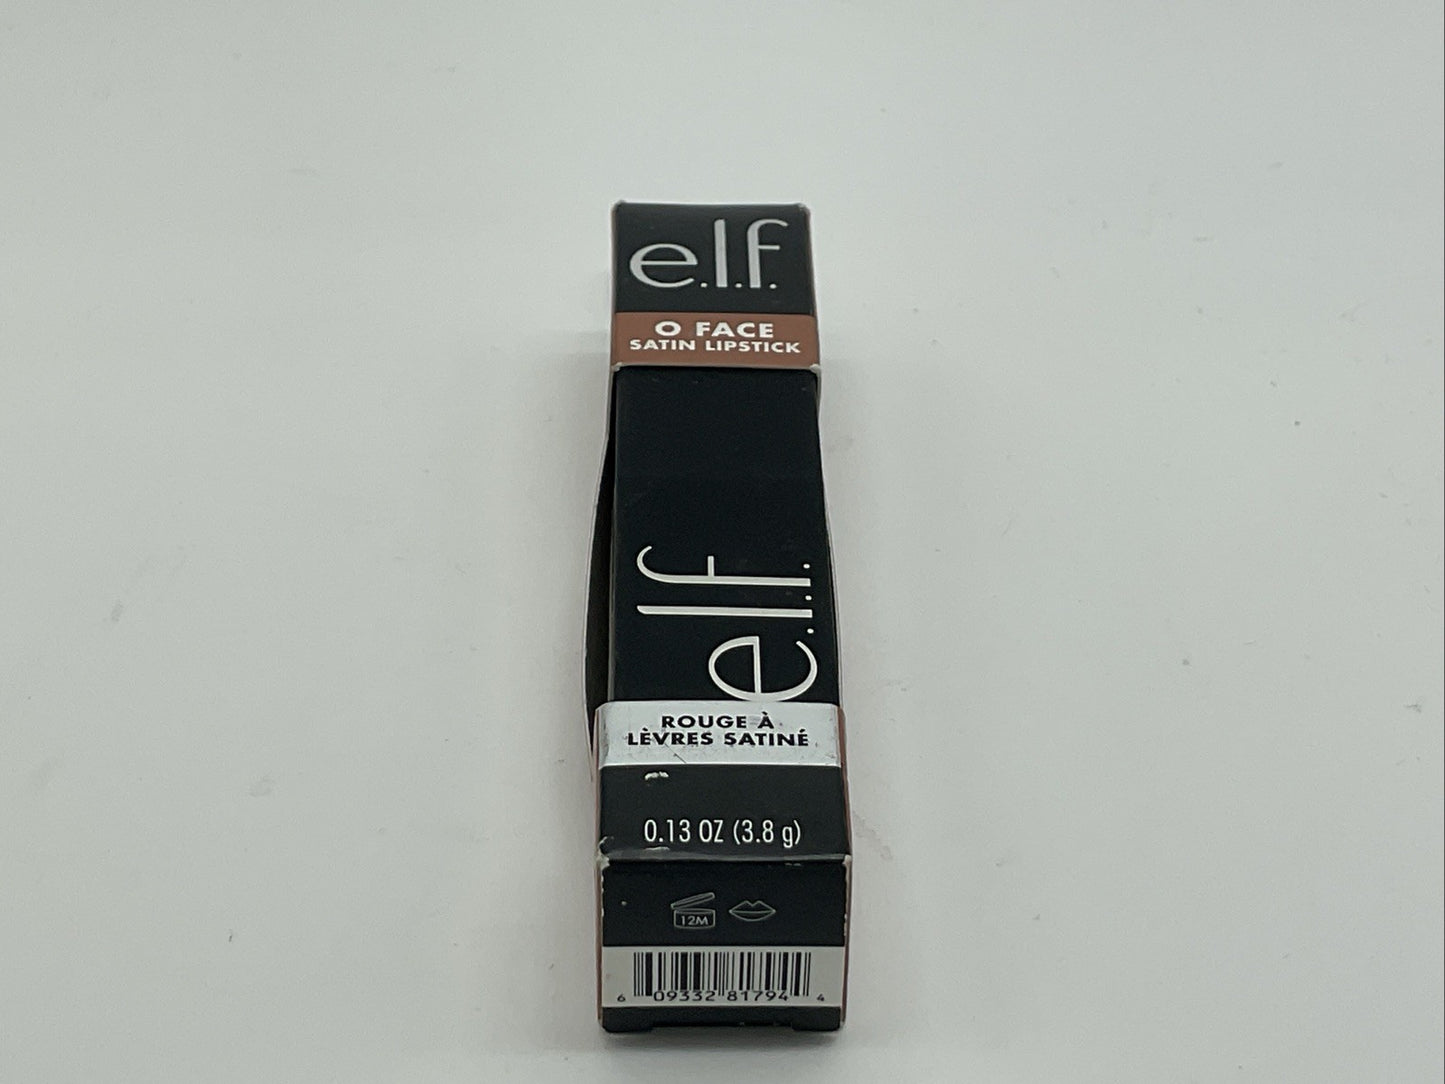 e.l.f.
O FACE
SATIN LIPSTICK
e.l.f.
ROUGE À
LÈVRES SATINÉ
0.13 OZ (3.8 g)
12M
6 09332 81794 4